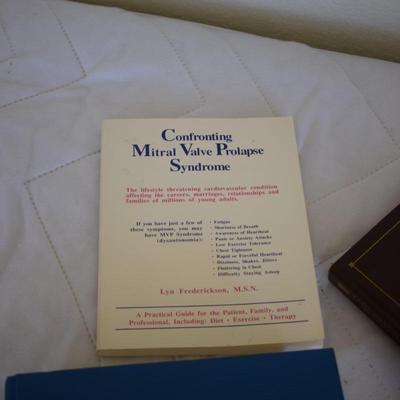 Confronting
Mitral Valve Prolapse
Syndrome
The lifestyle threatening cardiovascular condition
affecting the careers, marriages, relationships and
families of millions of young adults.
If you have just a few of
these symptoms, you may
have MVP Syndrome
(dysautonomia):
• Fatigue
• Shortness of Breath
• Awareness of Heartbeat
• Panic or Anxiety Attacks
• Low Exercise Tolerance
• Chest Tightness
• Rapid or Forceful Heartbeat
• Dizziness, Shakes, Jitters
• Fluttering in Chest
• Difficulty Staying Asleep
Lyn Frederickson, M.S.N.
A Practical Guide for the Patient, Family, and
Professional, Including: Diet • Exercise • Therapy